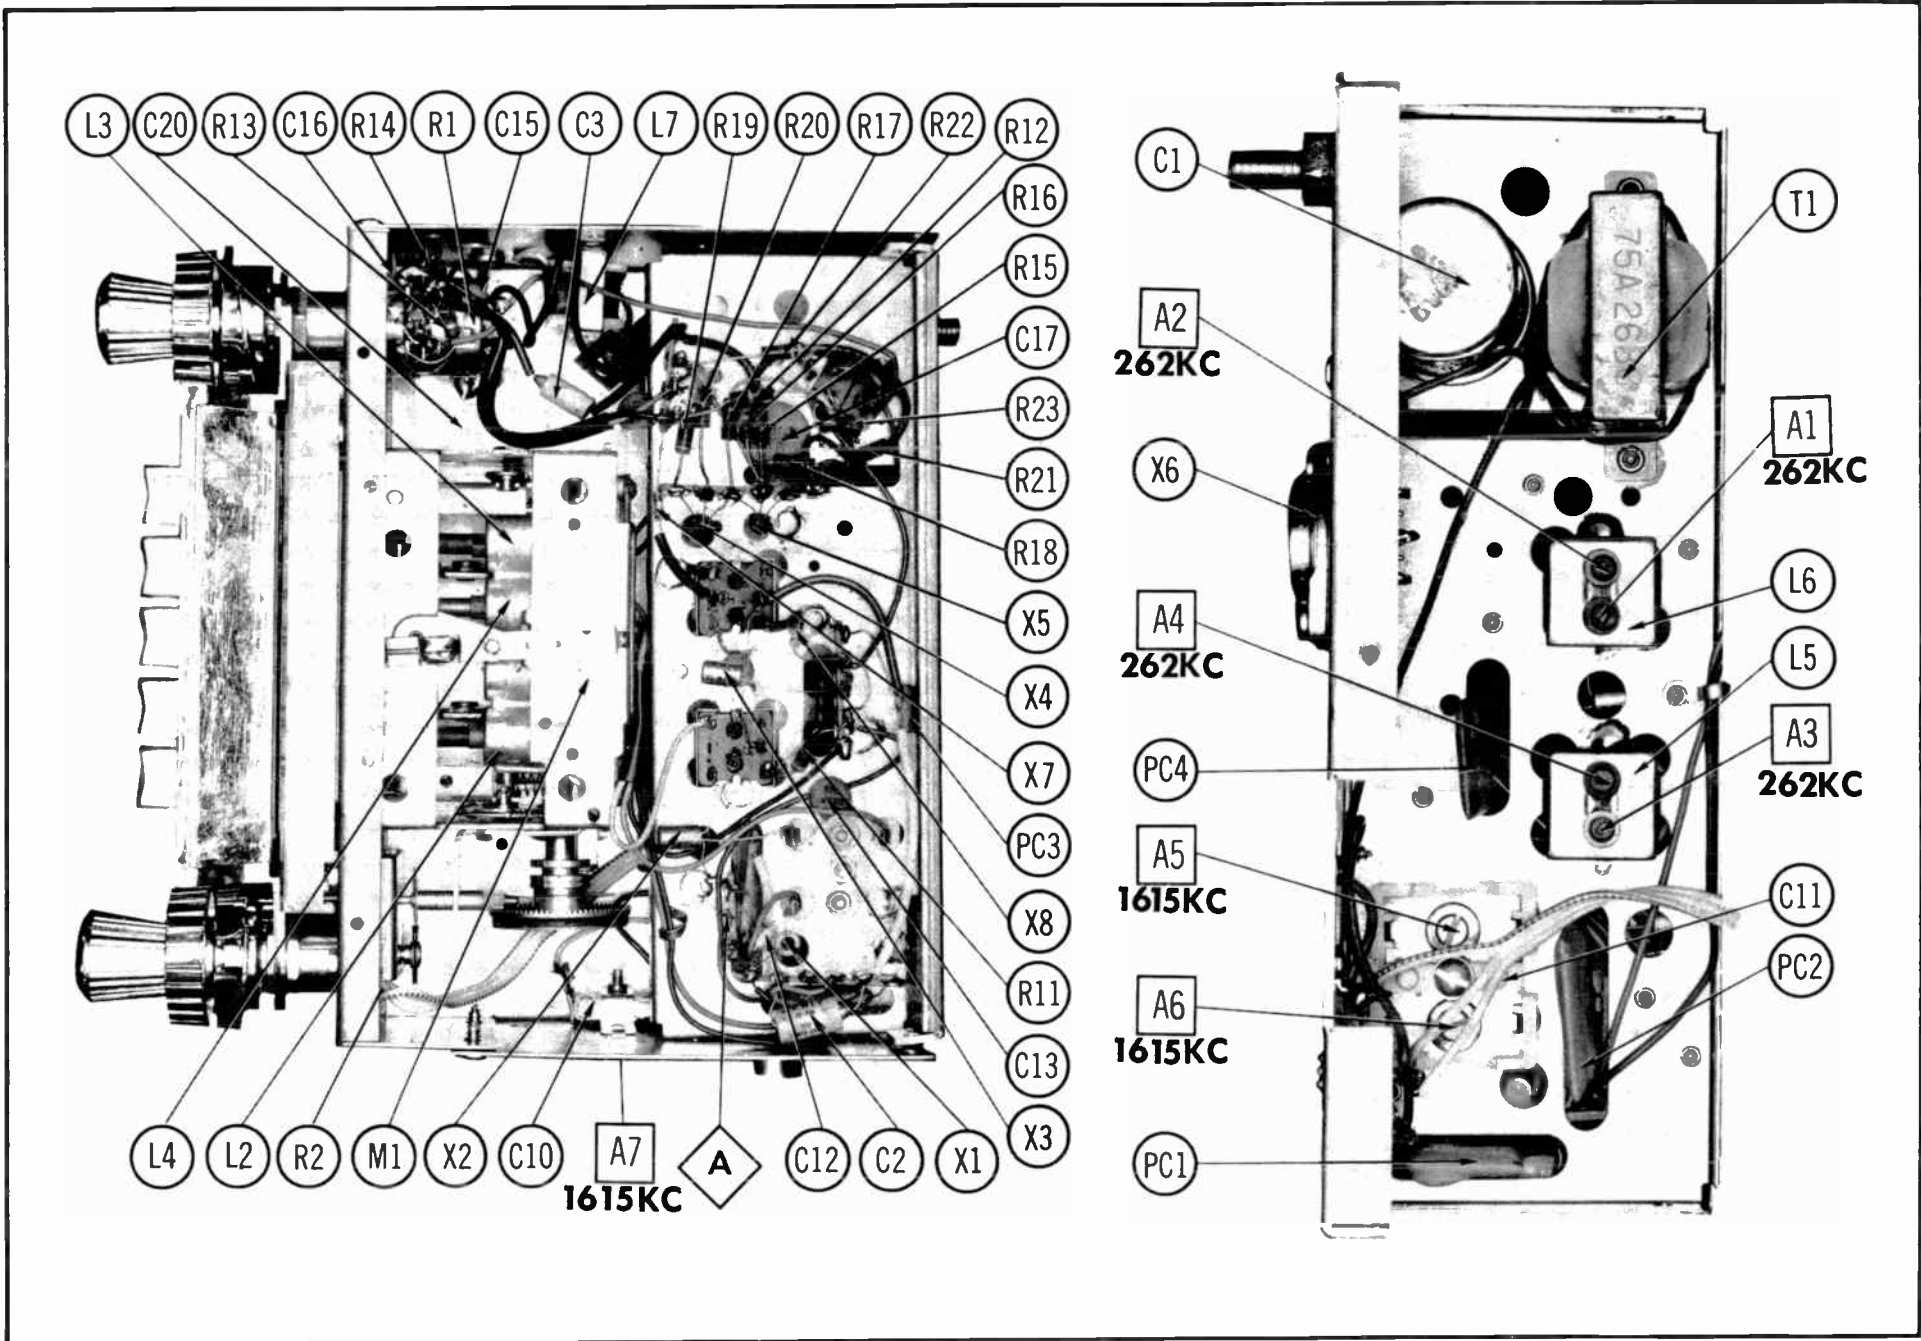 L3 C20 R13 C16 R14 R1 C15 C3 L7 R19 R20 R17 R22 R12
R16
R15
C17
R23
R21
R18
X5
X4
X7
PC3
X8
R11
C13
X3
L4 L2 R2 M1 X2 C10 A7 A C12 C2 X1
1615KC
C1
T1
75A268
A2
262KC
A1
262KC
X6
L6
A4
262KC
L5
A3
262KC
PC4
A5
1615KC
C11
PC2
A6
1615KC
PC1